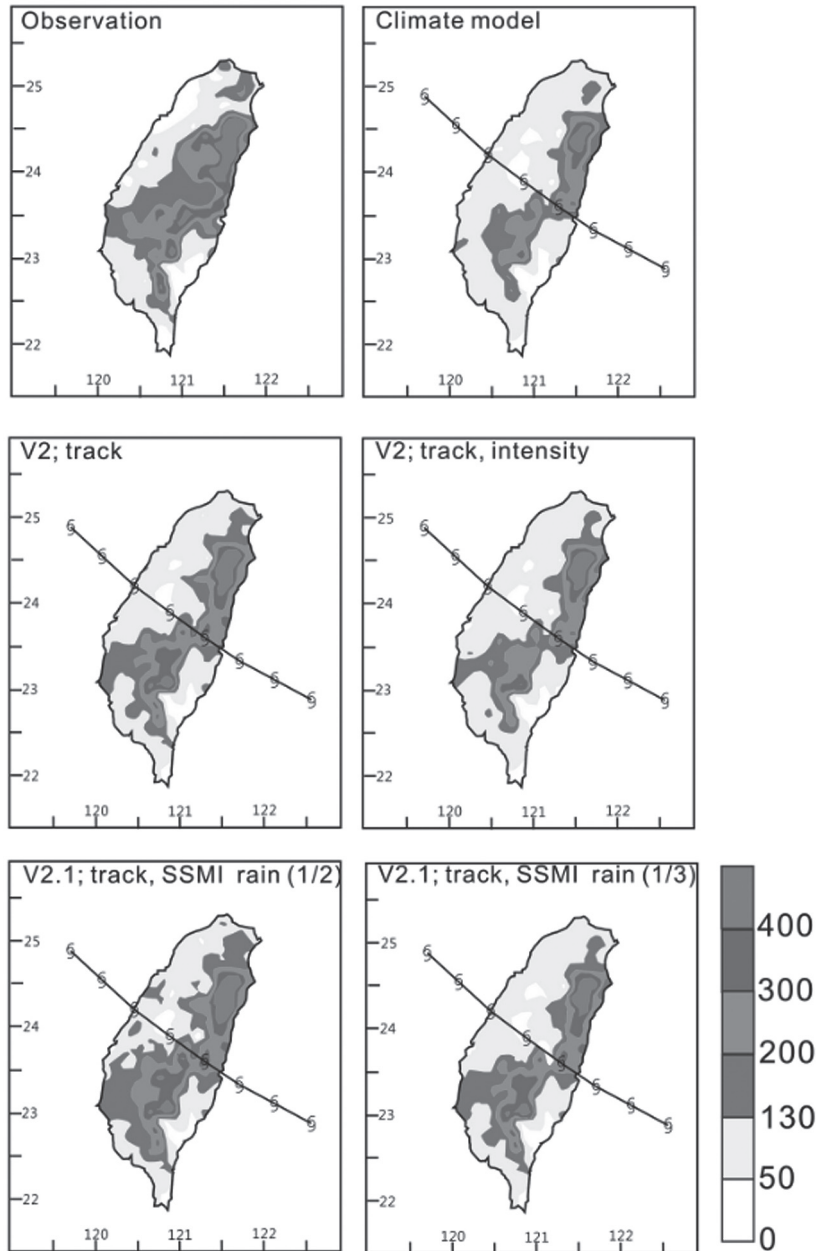 Observation
25
24
23
22
120 121 122
Climate model
25
24
23
22
120 121 122
V2; track
25
24
23
22
120 121 122
V2; track, intensity
25
24
23
22
120 121 122
V2.1; track, SSMI rain (1/2)
25
24
23
22
120 121 122
V2.1; track, SSMI rain (1/3)
25
24
23
22
120 121 122
400
300
200
130
50
0